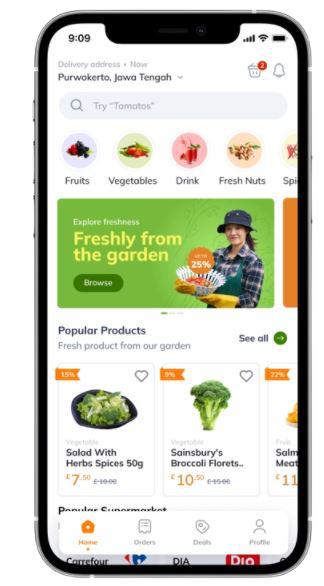 9:09
Delivery address • Now
Purwokerto, Jawa Tengah
2
Try "Tomatos"
Fruits Vegetables Drink Fresh Nuts Spi
Explore freshness
Freshly from
the garden
UP TO
25%
Browse
Popular Products
Fresh product from our garden
See all
15% 9% 22%
Vegetable Vegetable Fruit
Salad With Sainsbury's Salm
Herbs Spices 50g Broccoli Florets.. Meat
£7.50 £ 10.00 £10.50 £ 15.00 £11
Popular Supermarket
Home Orders Deals Profile
Carrefour DIA Dia